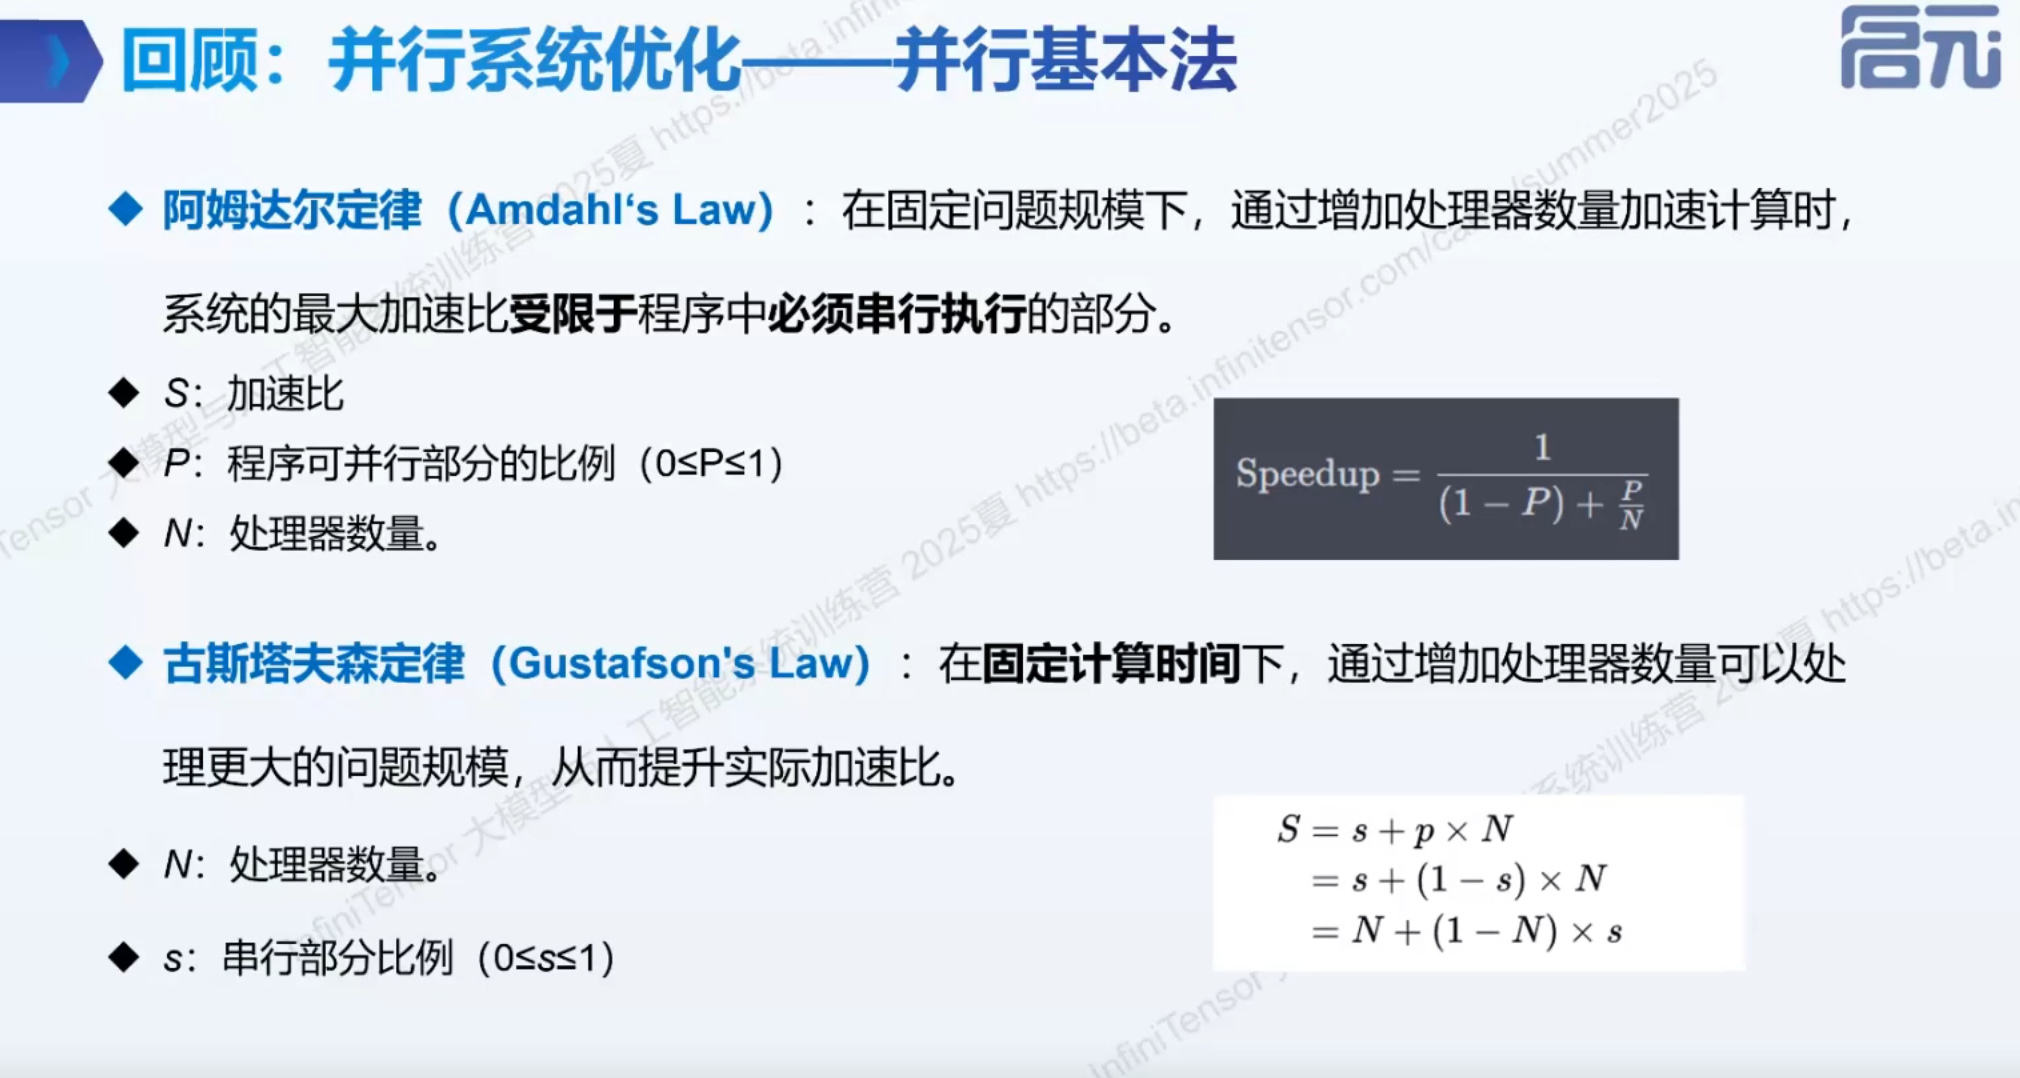 回顾：并行系统优化——并行基本法
启元
阿姆达尔定律（Amdahl‘s Law）：在固定问题规模下，通过增加处理器数量加速计算时，
系统的最大加速比受限于程序中必须串行执行的部分。
S：加速比
P：程序可并行部分的比例（0≤P≤1）
N：处理器数量。
Speedup = 1 / ((1 − P) + P/N)
古斯塔夫森定律（Gustafson's Law）：在固定计算时间下，通过增加处理器数量可以处
理更大的问题规模，从而提升实际加速比。
N：处理器数量。
s：串行部分比例（0≤s≤1）
S = s + p × N
= s + (1 − s) × N
= N + (1 − N) × s
InfiniTensor 大模型与人工智能系统训练营 2025夏 https://beta.infinitensor.com/camp/summer2025